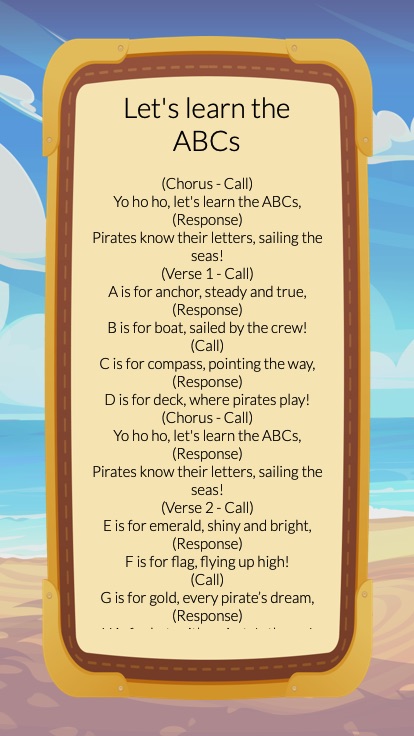 Let's learn the
ABCs
(Chorus - Call)
Yo ho ho, let's learn the ABCs,
(Response)
Pirates know their letters, sailing the
seas!
(Verse 1 - Call)
A is for anchor, steady and true,
(Response)
B is for boat, sailed by the crew!
(Call)
C is for compass, pointing the way,
(Response)
D is for deck, where pirates play!
(Chorus - Call)
Yo ho ho, let's learn the ABCs,
(Response)
Pirates know their letters, sailing the
seas!
(Verse 2 - Call)
E is for emerald, shiny and bright,
(Response)
F is for flag, flying up high!
(Call)
G is for gold, every pirate's dream,
(Response)